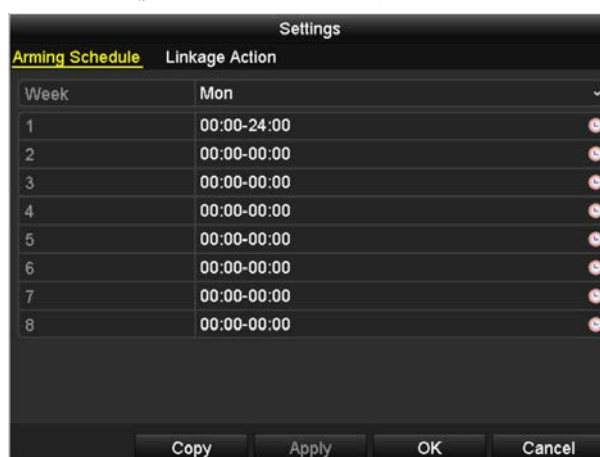 Settings
Arming Schedule Linkage Action
Week Mon
1 00:00-24:00
2 00:00-00:00
3 00:00-00:00
4 00:00-00:00
5 00:00-00:00
6 00:00-00:00
7 00:00-00:00
8 00:00-00:00
Copy Apply OK Cancel